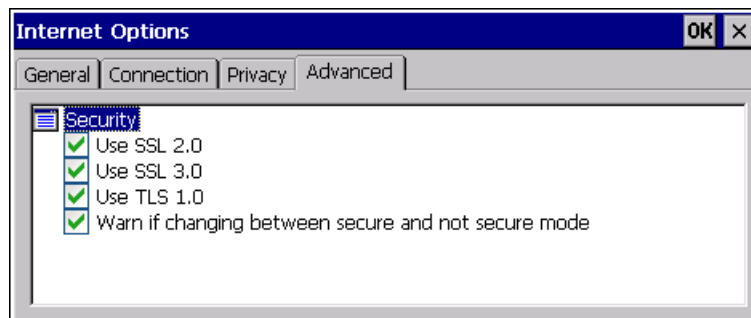 Internet Options OK ×
General Connection Privacy Advanced
Security
Use SSL 2.0
Use SSL 3.0
Use TLS 1.0
Warn if changing between secure and not secure mode